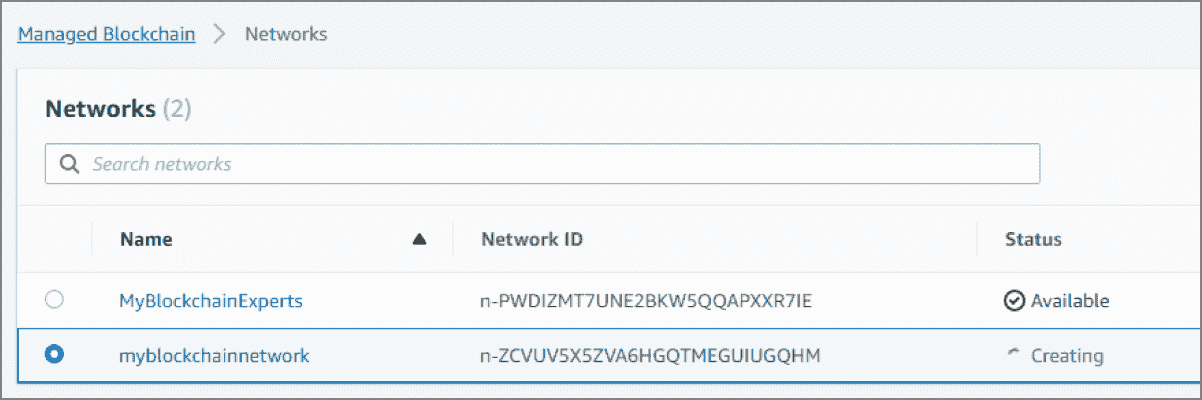 Managed Blockchain > Networks
Networks (2)
Search networks
Name Network ID Status
MyBlockchainExperts n-PWDIZMT7UNE2BKW5QQAPXXR7IE Available
myblockchainnetwork n-ZCVUV5X5ZVA6HGQTMEGUIUGQHM Creating